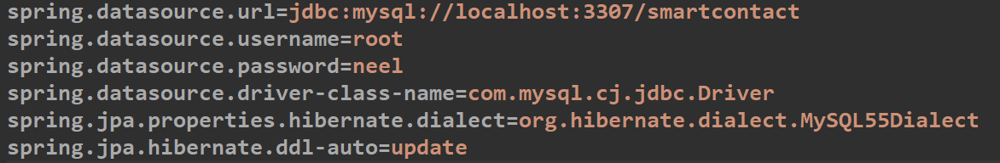 spring.datasource.url=jdbc:mysql://localhost:3307/smartcontact
spring.datasource.username=root
spring.datasource.password=neel
spring.datasource.driver-class-name=com.mysql.cj.jdbc.Driver
spring.jpa.properties.hibernate.dialect=org.hibernate.dialect.MySQL55Dialect
spring.jpa.hibernate.ddl-auto=update